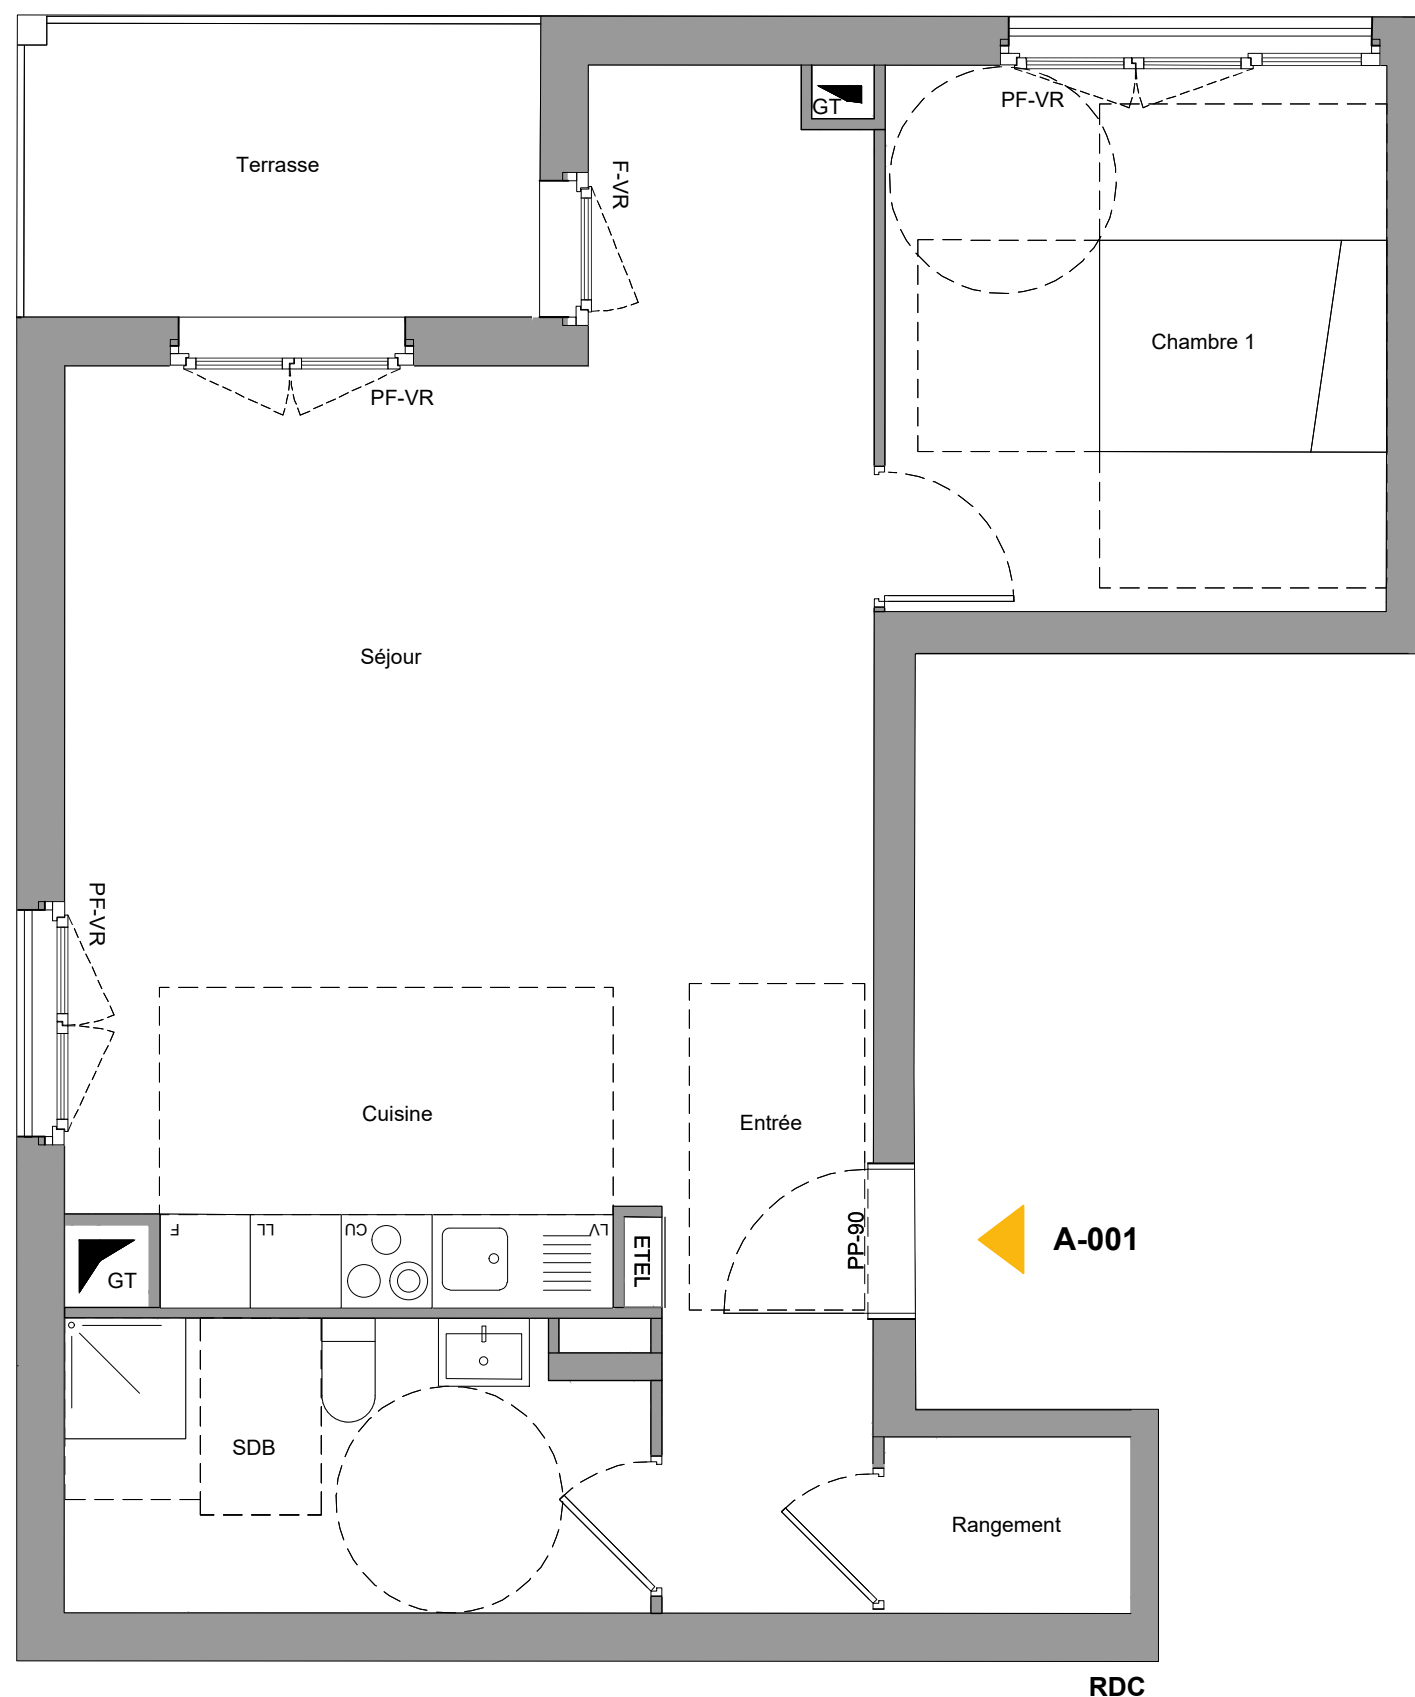 GT
PF-VR
Terrasse
F-VR
Chambre 1
PF-VR
Séjour
PF-VR
Cuisine
Entrée
F
LL
CU
LV
ETEL
PP-90
A-001
GT
SDB
Rangement
RDC